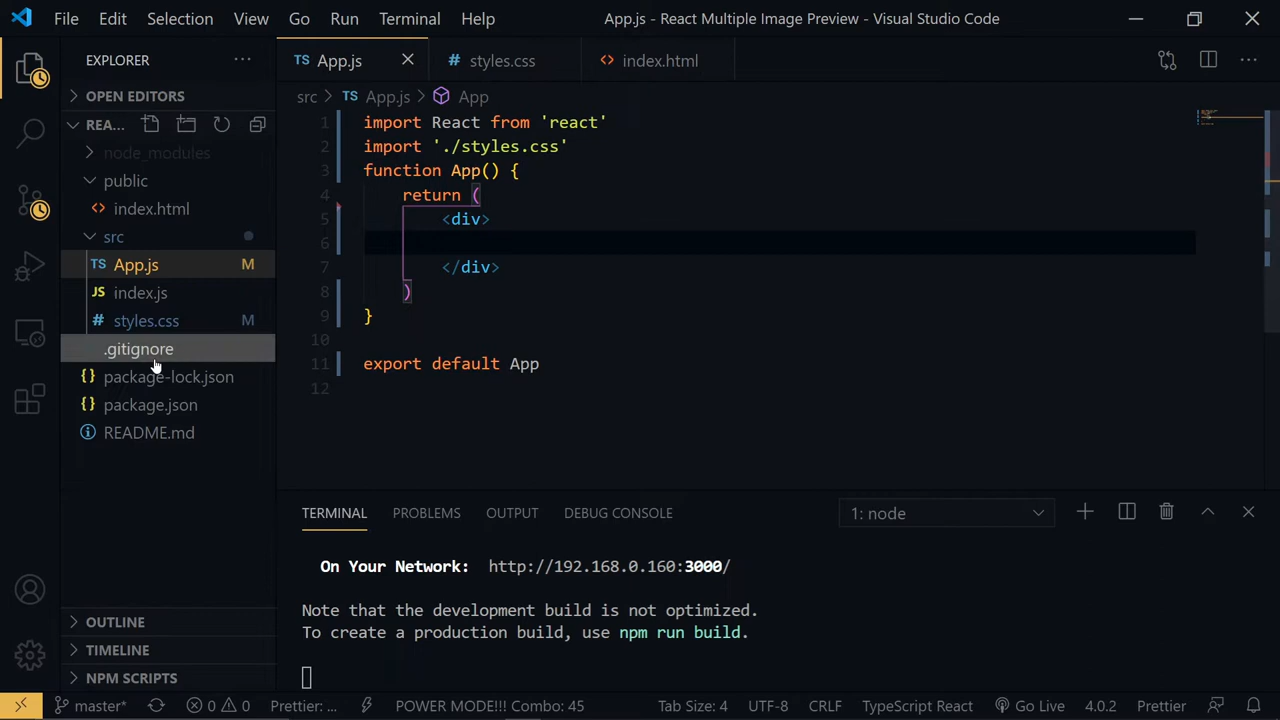 File Edit Selection View Go Run Terminal Help App.js - React Multiple Image Preview - Visual Studio Code
EXPLORER
OPEN EDITORS
REA...
node_modules
public
index.html
src
TS App.js M
JS index.js
# styles.css M
.gitignore
{} package-lock.json
{} package.json
README.md
OUTLINE
TIMELINE
NPM SCRIPTS
TS App.js # styles.css <> index.html
src > TS App.js > App
1 import React from 'react'
2 import './styles.css'
3 function App() {
4 return (
5 <div>
6
7 </div>
8 )
9 }
10
11 export default App
12
TERMINAL PROBLEMS OUTPUT DEBUG CONSOLE 1: node
On Your Network: http://192.168.0.160:3000/
Note that the development build is not optimized.
To create a production build, use npm run build.
master* 0 0 Prettier: ... POWER MODE!!! Combo: 45 Tab Size: 4 UTF-8 CRLF TypeScript React Go Live 4.0.2 Prettier